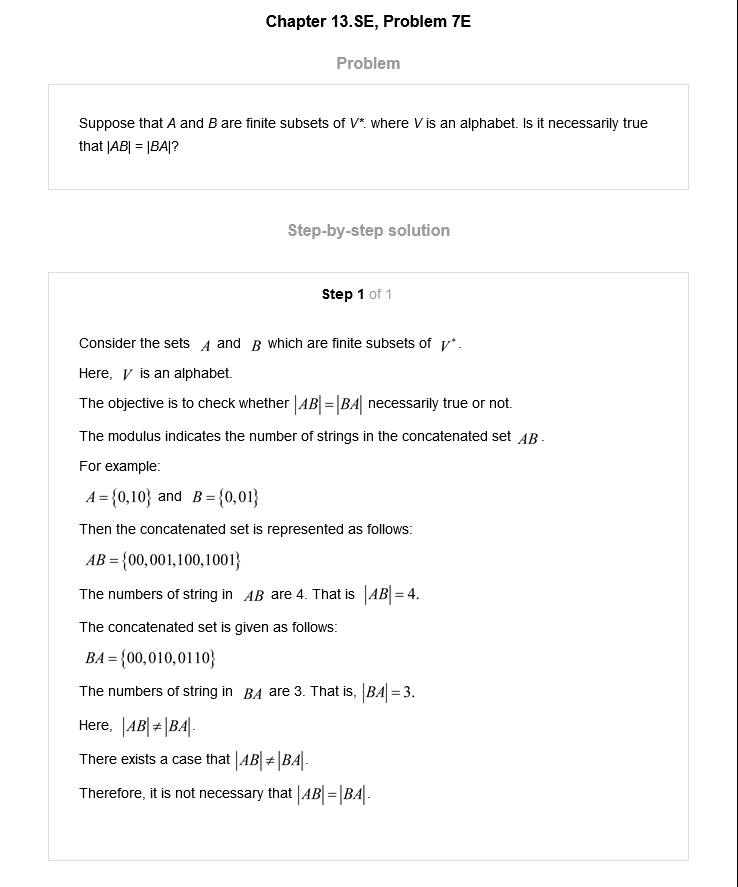 Chapter 13.SE, Problem 7E
Problem
Suppose that A and B are finite subsets of V*. where V is an alphabet. Is it necessarily true
that |AB| = |BA|?
Step-by-step solution
Step 1 of 1
Consider the sets A and B which are finite subsets of V*.
Here, V is an alphabet.
The objective is to check whether |AB|=|BA| necessarily true or not.
The modulus indicates the number of strings in the concatenated set AB.
For example:
A={0,10} and B={0,01}
Then the concatenated set is represented as follows:
AB={00,001,100,1001}
The numbers of string in AB are 4. That is |AB|=4.
The concatenated set is given as follows:
BA={00,010,0110}
The numbers of string in BA are 3. That is, |BA|=3.
Here, |AB|≠|BA|.
There exists a case that |AB|≠|BA|.
Therefore, it is not necessary that |AB|=|BA|.